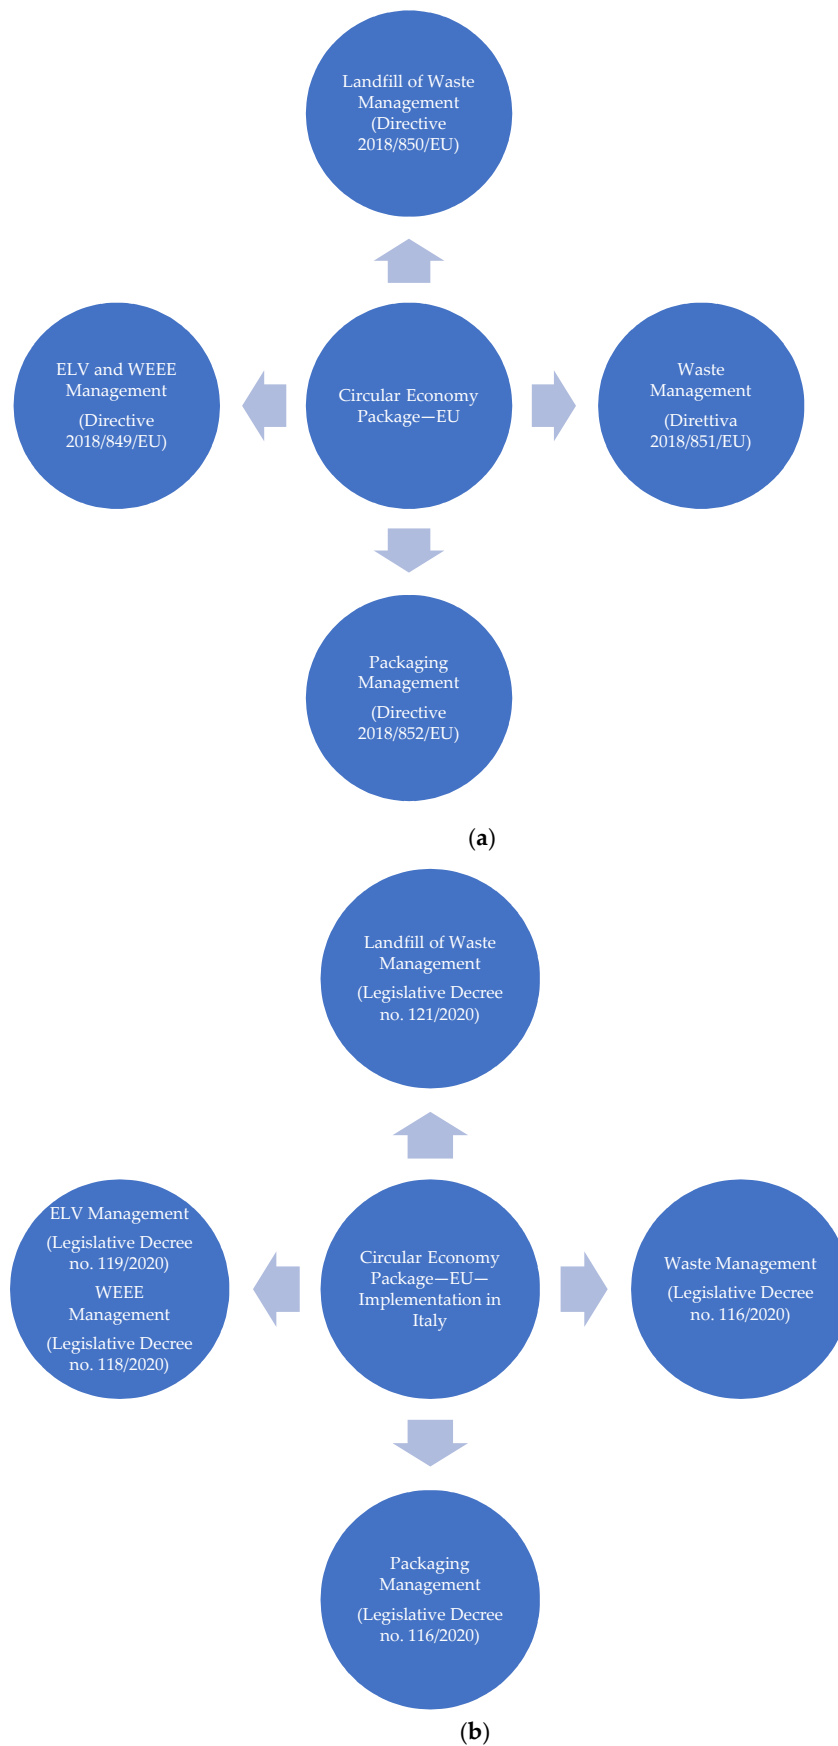 Landfill of Waste
Management
(Directive
2018/850/EU)
ELV and WEEE
Management
(Directive
2018/849/EU)
Circular Economy
Package—EU
Waste
Management
(Direttiva
2018/851/EU)
Packaging
Management
(Directive
2018/852/EU)
(a)
Landfill of Waste
Management
(Legislative Decree
no. 121/2020)
ELV Management
(Legislative Decree
no. 119/2020)
WEEE
Management
(Legislative Decree
no. 118/2020)
Circular Economy
Package—EU—
Implementation in
Italy
Waste Management
(Legislative Decree
no. 116/2020)
Packaging
Management
(Legislative Decree
no. 116/2020)
(b)